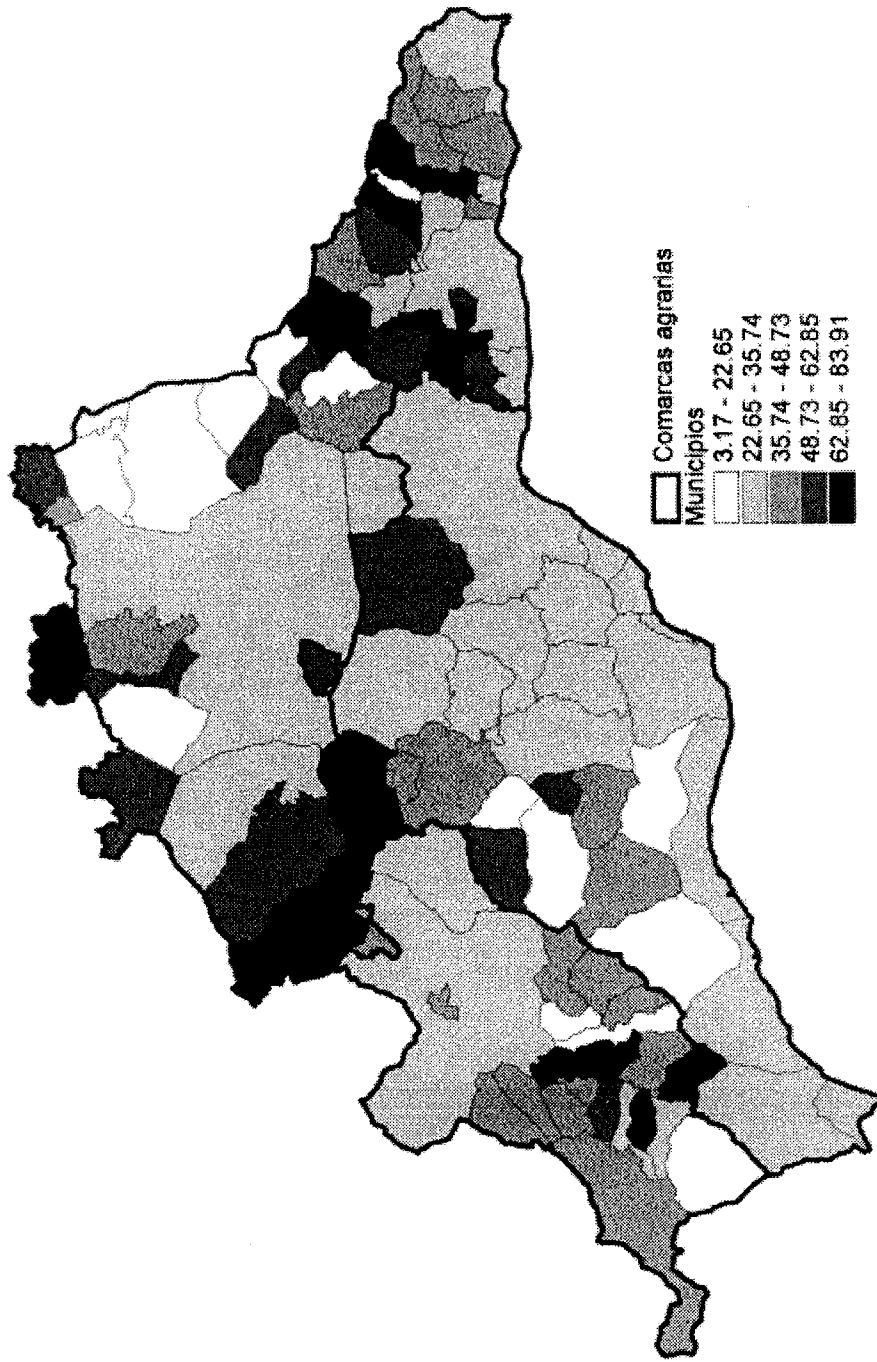 Comarcas agrarias
Municipios
3.17 - 22.65
22.65 - 35.74
35.74 - 48.73
48.73 - 62.85
62.85 - 83.91